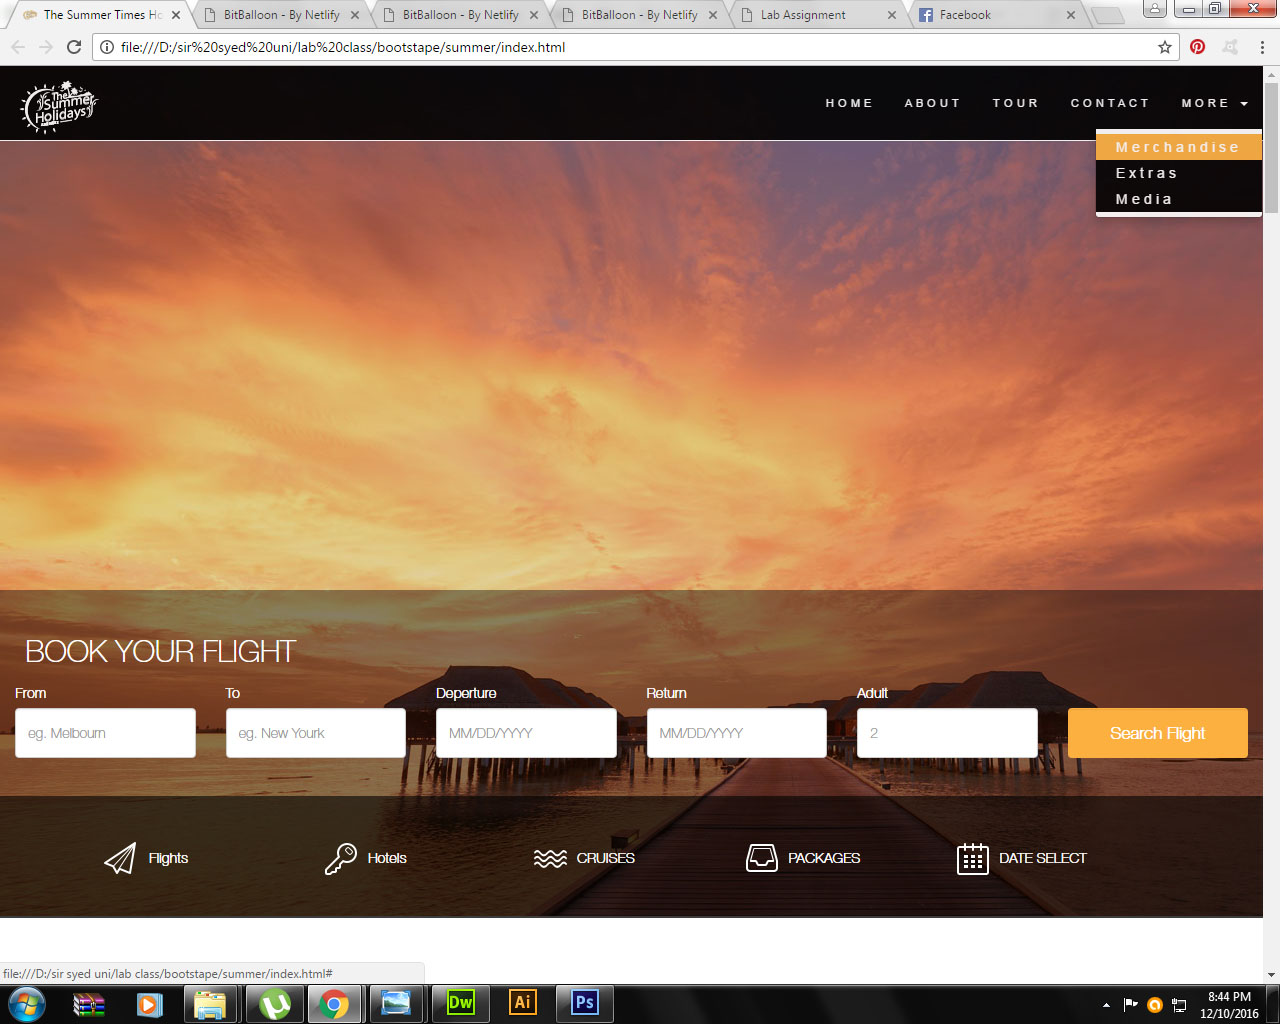 The Summer Times Ho
BitBalloon - By Netlify
BitBalloon - By Netlify
BitBalloon - By Netlify
Lab Assignment
Facebook
file:///D:/sir%20syed%20uni/lab%20class/bootstape/summer/index.html
The
Summer
Holidays
HOME ABOUT TOUR CONTACT MORE
Merchandise
Extras
Media
BOOK YOUR FLIGHT
From To Deperture Return Adult
eg. Melbourn eg. New Yourk MM/DD/YYYY MM/DD/YYYY 2 Search Flight
Flights Hotels CRUISES PACKAGES DATE SELECT
file:///D:/sir syed uni/lab class/bootstape/summer/index.html#
Dw Ai Ps
8:44 PM
12/10/2016